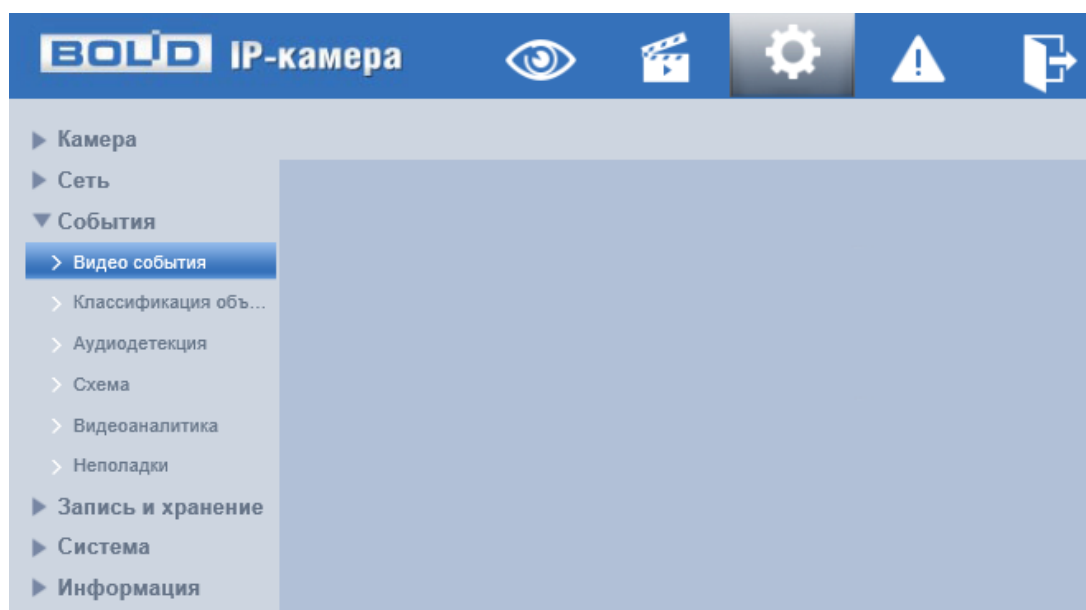 BOLID IP-камера
Камера
Сеть
События
Видео события
Классификация объ...
Аудиодетекция
Схема
Видеоаналитика
Неполадки
Запись и хранение
Система
Информация